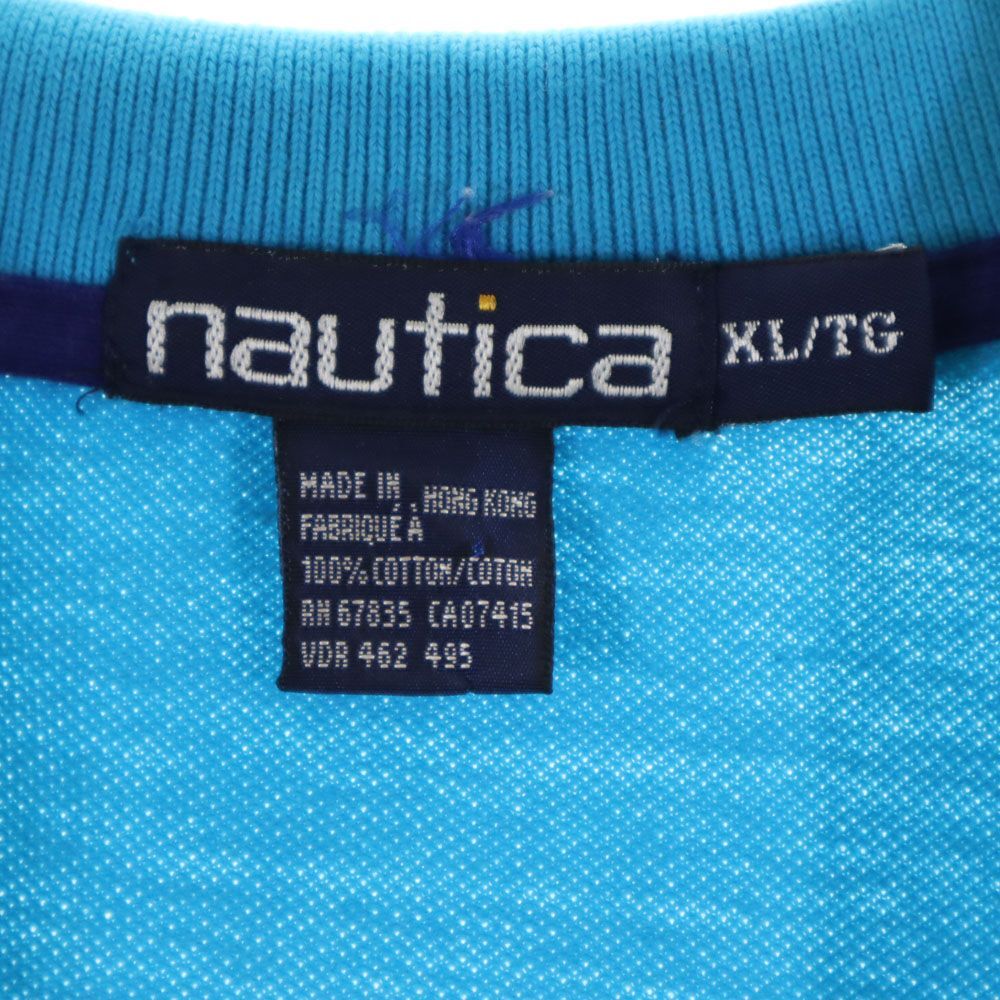 nautica XL/TG
MADE IN HONG KONG
FABRIQUÉ À
100% COTTON/COTON
RN 67835 CA07415
VDR 462 495